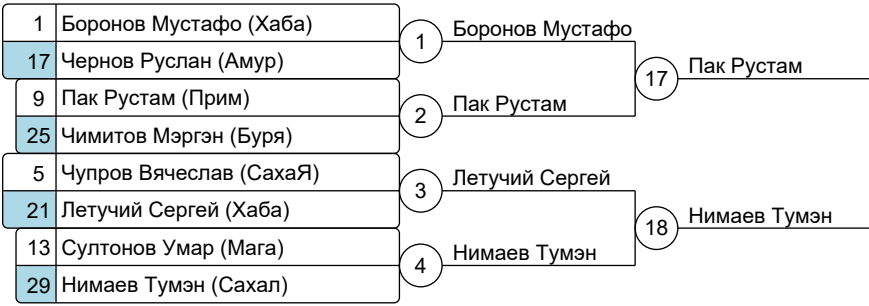 1 Боронов Мустафо (Хаба)
17 Чернов Руслан (Амур)
1 Боронов Мустафо
9 Пак Рустам (Прим)
25 Чимитов Мэргэн (Буря)
2 Пак Рустам
17 Пак Рустам
5 Чупров Вячеслав (СахаЯ)
21 Летучий Сергей (Хаба)
3 Летучий Сергей
13 Султонов Умар (Мага)
29 Нимаев Тумэн (Сахал)
4 Нимаев Тумэн
18 Нимаев Тумэн